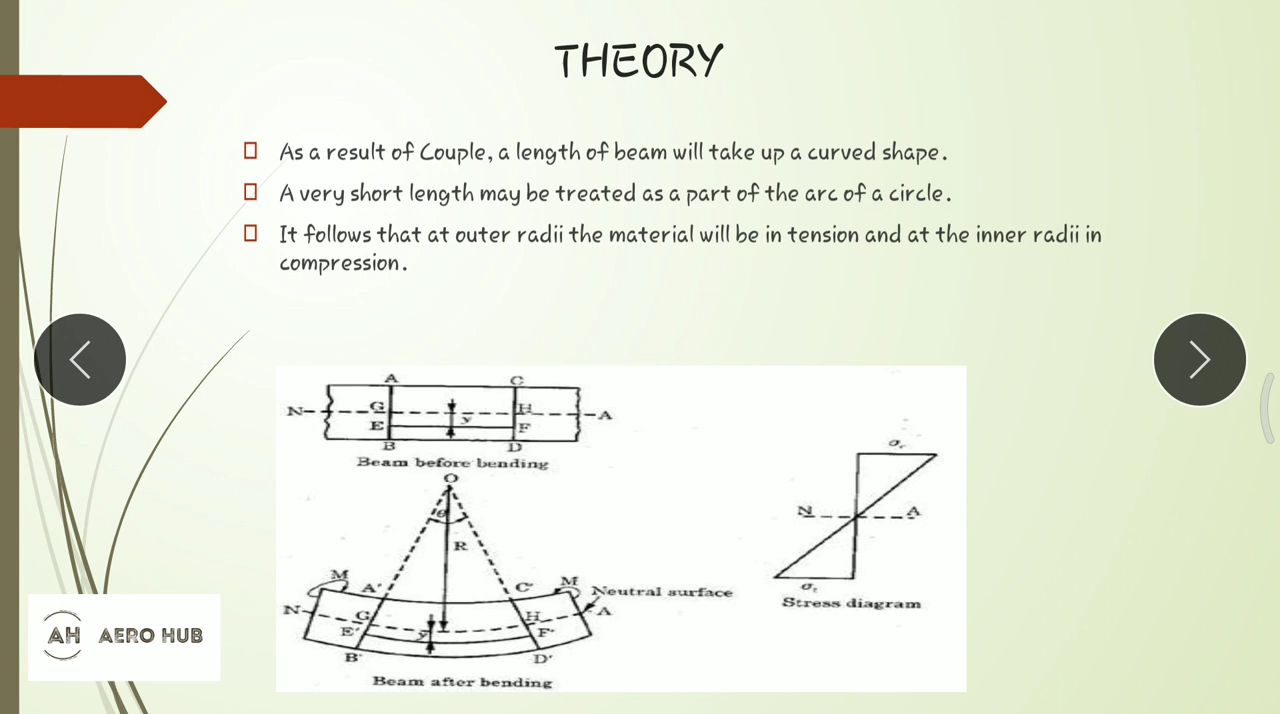 THEORY
As a result of Couple, a length of beam will take up a curved shape.
A very short length may be treated as a part of the arc of a circle.
It follows that at outer radii the material will be in tension and at the inner radii in
compression.
A C
N G H A
E y F
B D
Beam before bending
O
θ
R
M A' C' M
Neutral surface
N G H A
E' y F'
B' D'
Beam after bending
σc
N A
σt
Stress diagram
AH AERO HUB